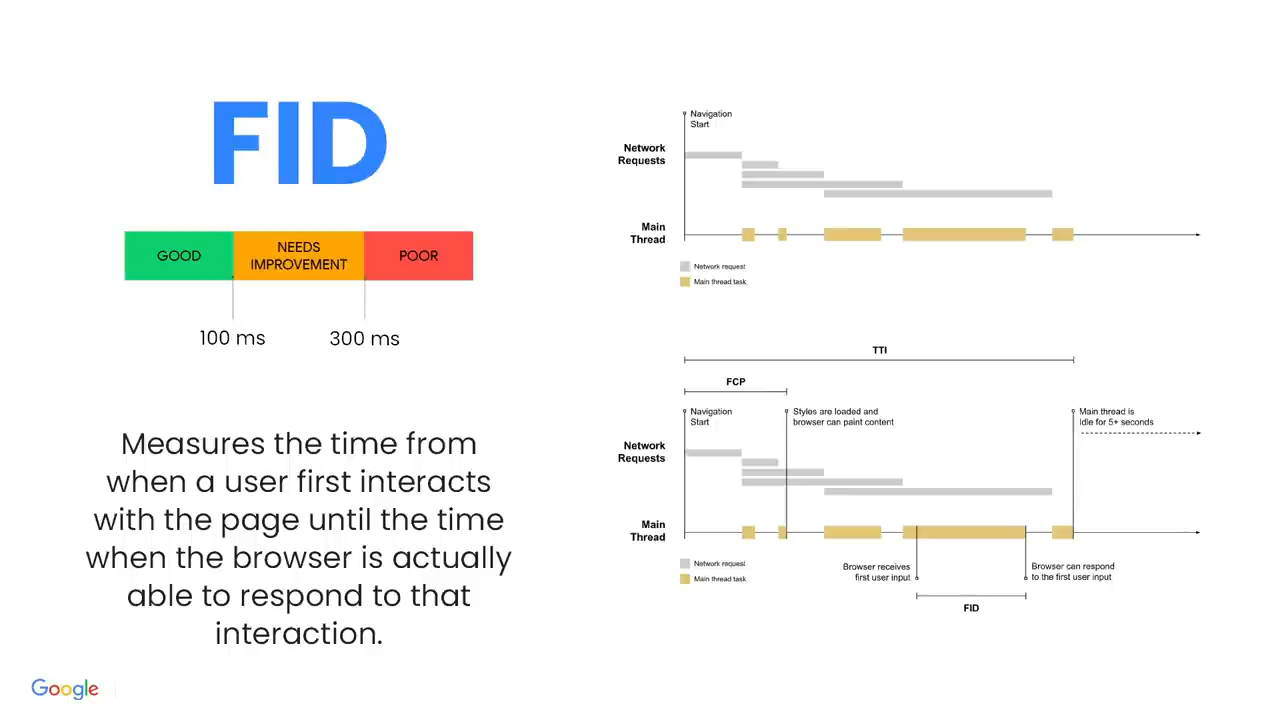 FID
GOOD
NEEDS
IMPROVEMENT
POOR
100 ms
300 ms
Measures the time from
when a user first interacts
with the page until the time
when the browser is actually
able to respond to that
interaction.
Google
Navigation
Start
Network
Requests
Main
Thread
Network request
Main thread task
TTI
FCP
Navigation
Start
Styles are loaded and
browser can paint content
Main thread is
Idle for 5+ seconds
Network
Requests
Main
Thread
Network request
Main thread task
Browser receives
first user input
Browser can respond
to the first user input
FID